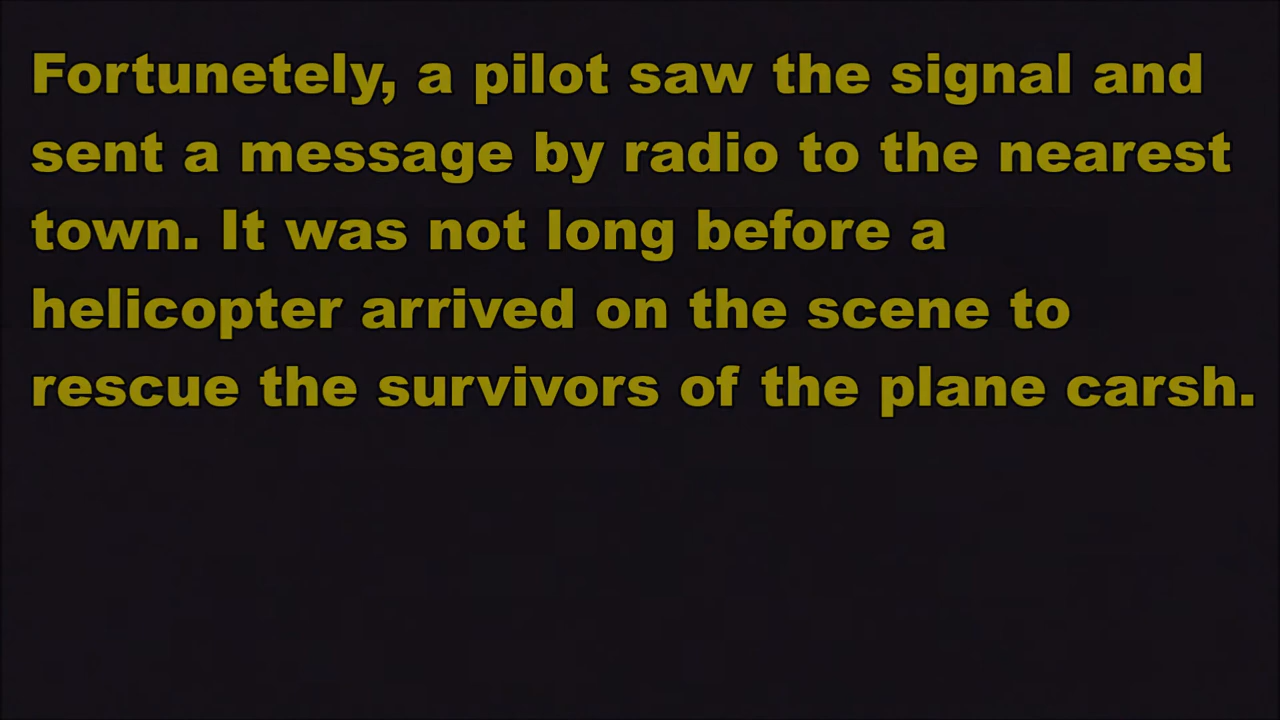 Fortunetely, a pilot saw the signal and
sent a message by radio to the nearest
town. It was not long before a
helicopter arrived on the scene to
rescue the survivors of the plane carsh.